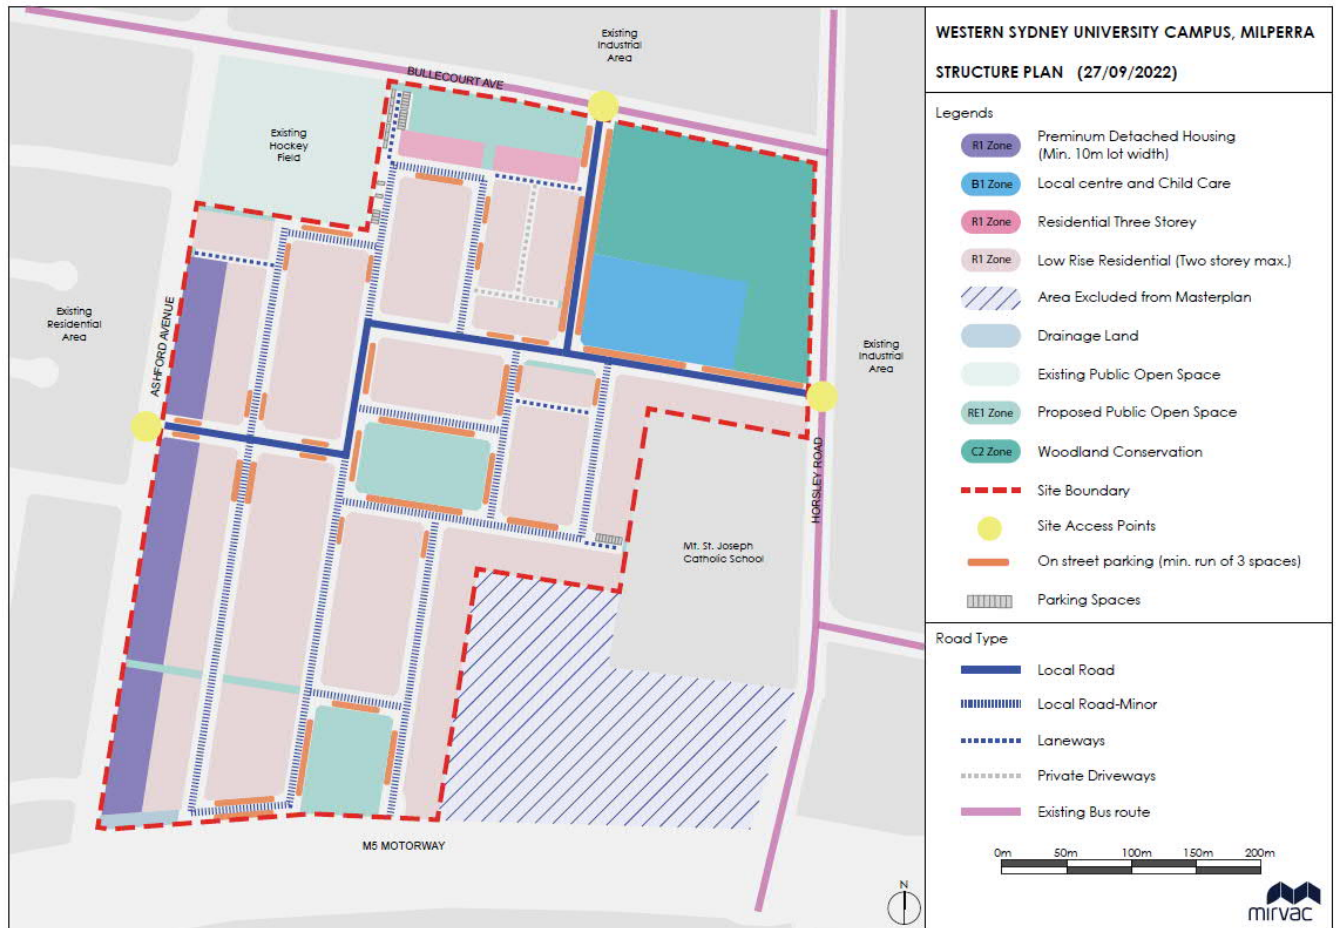 WESTERN SYDNEY UNIVERSITY CAMPUS, MILPERRA
STRUCTURE PLAN (27/09/2022)
Existing
Industrial
Area
BULLECOURT AVE
Existing
Hockey
Field
Existing
Residential
Area
ASHFORD AVENUE
Existing
Industrial
Area
HORSLEY ROAD
Mt. St. Joseph
Catholic School
M5 MOTORWAY
N
Legends
R1 Zone
Preminum Detached Housing
(Min. 10m lot width)
B1 Zone
Local centre and Child Care
R1 Zone
Residential Three Storey
R1 Zone
Low Rise Residential (Two storey max.)
Area Excluded from Masterplan
Drainage Land
Existing Public Open Space
RE1 Zone
Proposed Public Open Space
C2 Zone
Woodland Conservation
Site Boundary
Site Access Points
On street parking (min. run of 3 spaces)
Parking Spaces
Road Type
Local Road
Local Road-Minor
Laneways
Private Driveways
Existing Bus route
0m 50m 100m 150m 200m
mirvac